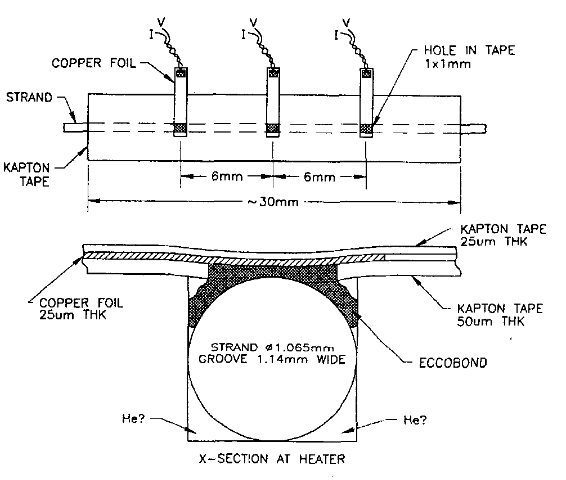 V
V
V
I
I
I
COPPER FOIL
HOLE IN TAPE
1x1mm
STRAND
KAPTON
TAPE
6mm
6mm
~30mm
KAPTON TAPE
25um THK
COPPER FOIL
25um THK
KAPTON TAPE
50um THK
STRAND ø1.065mm
GROOVE 1.14mm WIDE
ECCOBOND
He?
He?
X-SECTION AT HEATER